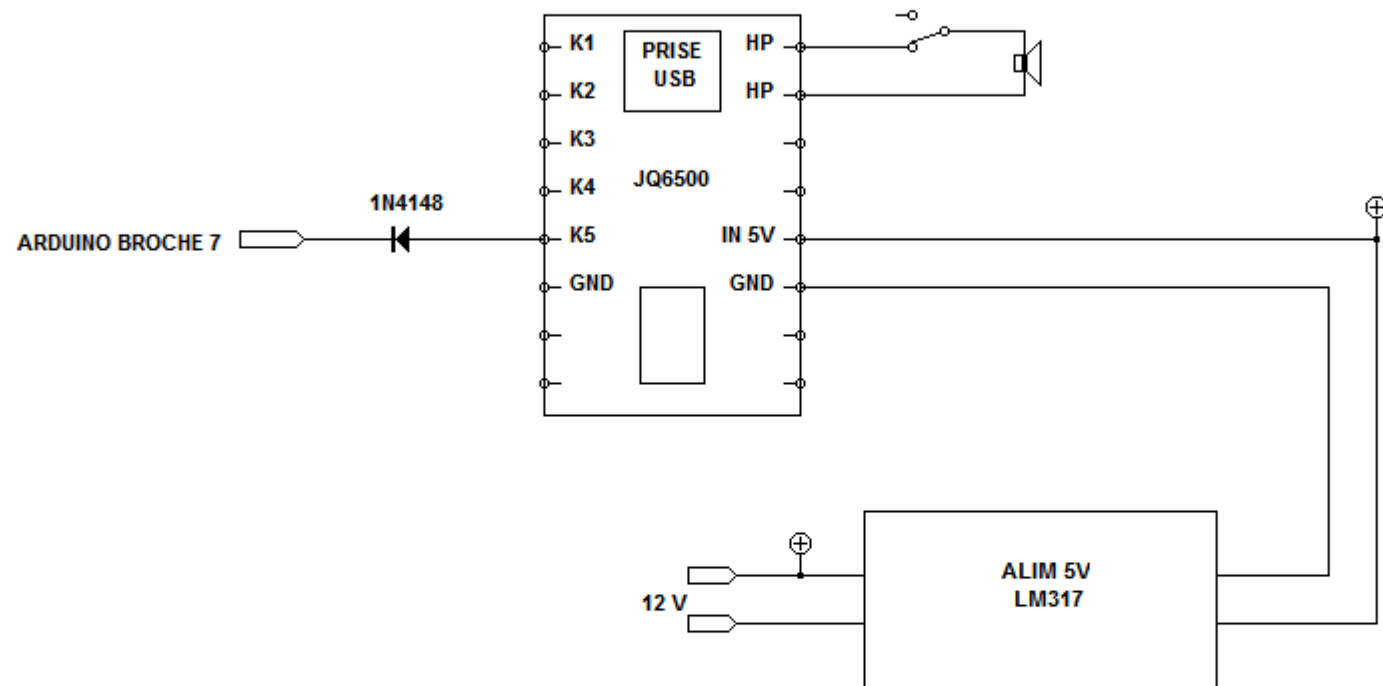 K1
PRISE
USB
HP
K2
HP
K3
K4
JQ6500
1N4148
ARDUINO BROCHE 7
K5
IN 5V
GND
GND
12 V
ALIM 5V
LM317